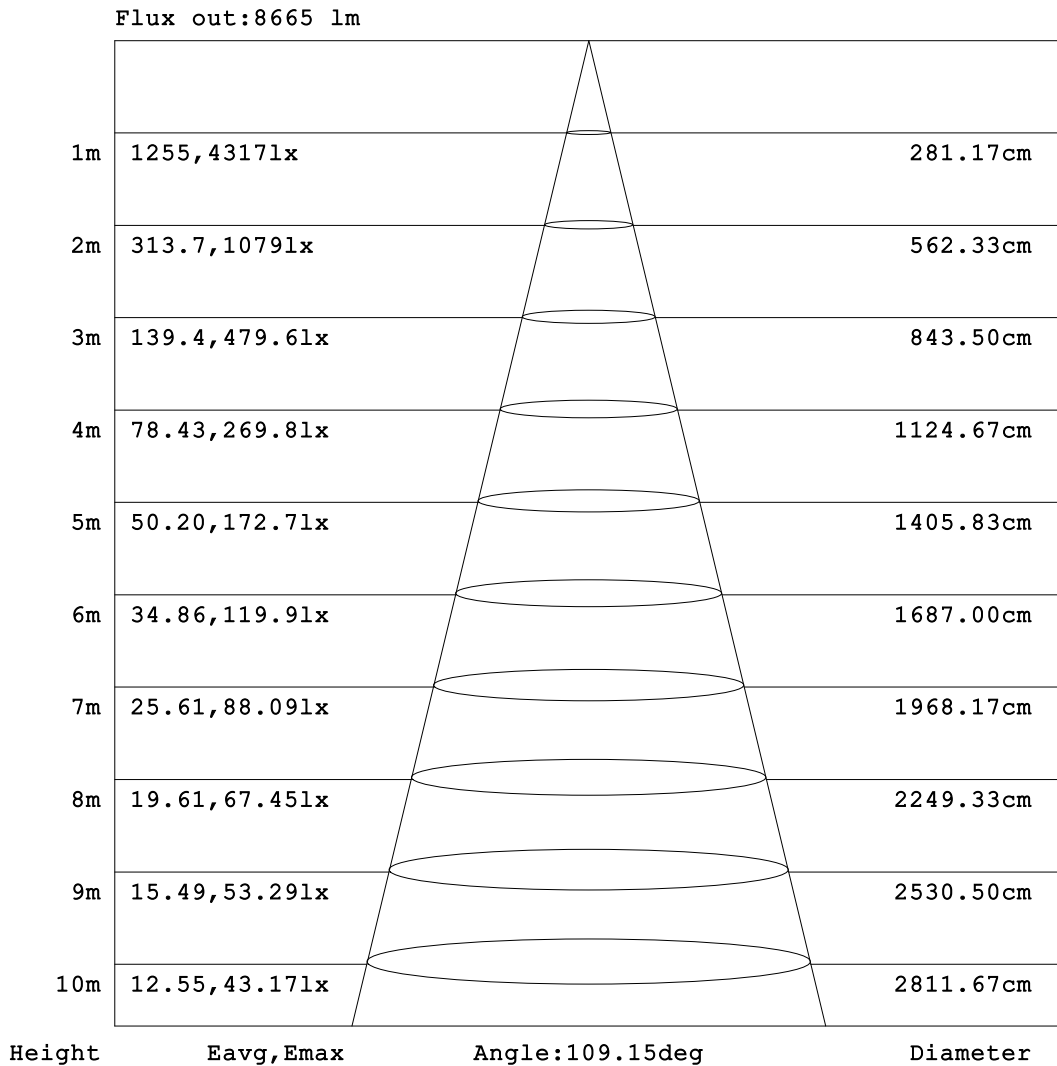 Flux out:8665 lm
1m 1255,4317lx 281.17cm
2m 313.7,1079lx 562.33cm
3m 139.4,479.6lx 843.50cm
4m 78.43,269.8lx 1124.67cm
5m 50.20,172.7lx 1405.83cm
6m 34.86,119.9lx 1687.00cm
7m 25.61,88.09lx 1968.17cm
8m 19.61,67.45lx 2249.33cm
9m 15.49,53.29lx 2530.50cm
10m 12.55,43.17lx 2811.67cm
Height Eavg,Emax Angle:109.15deg Diameter